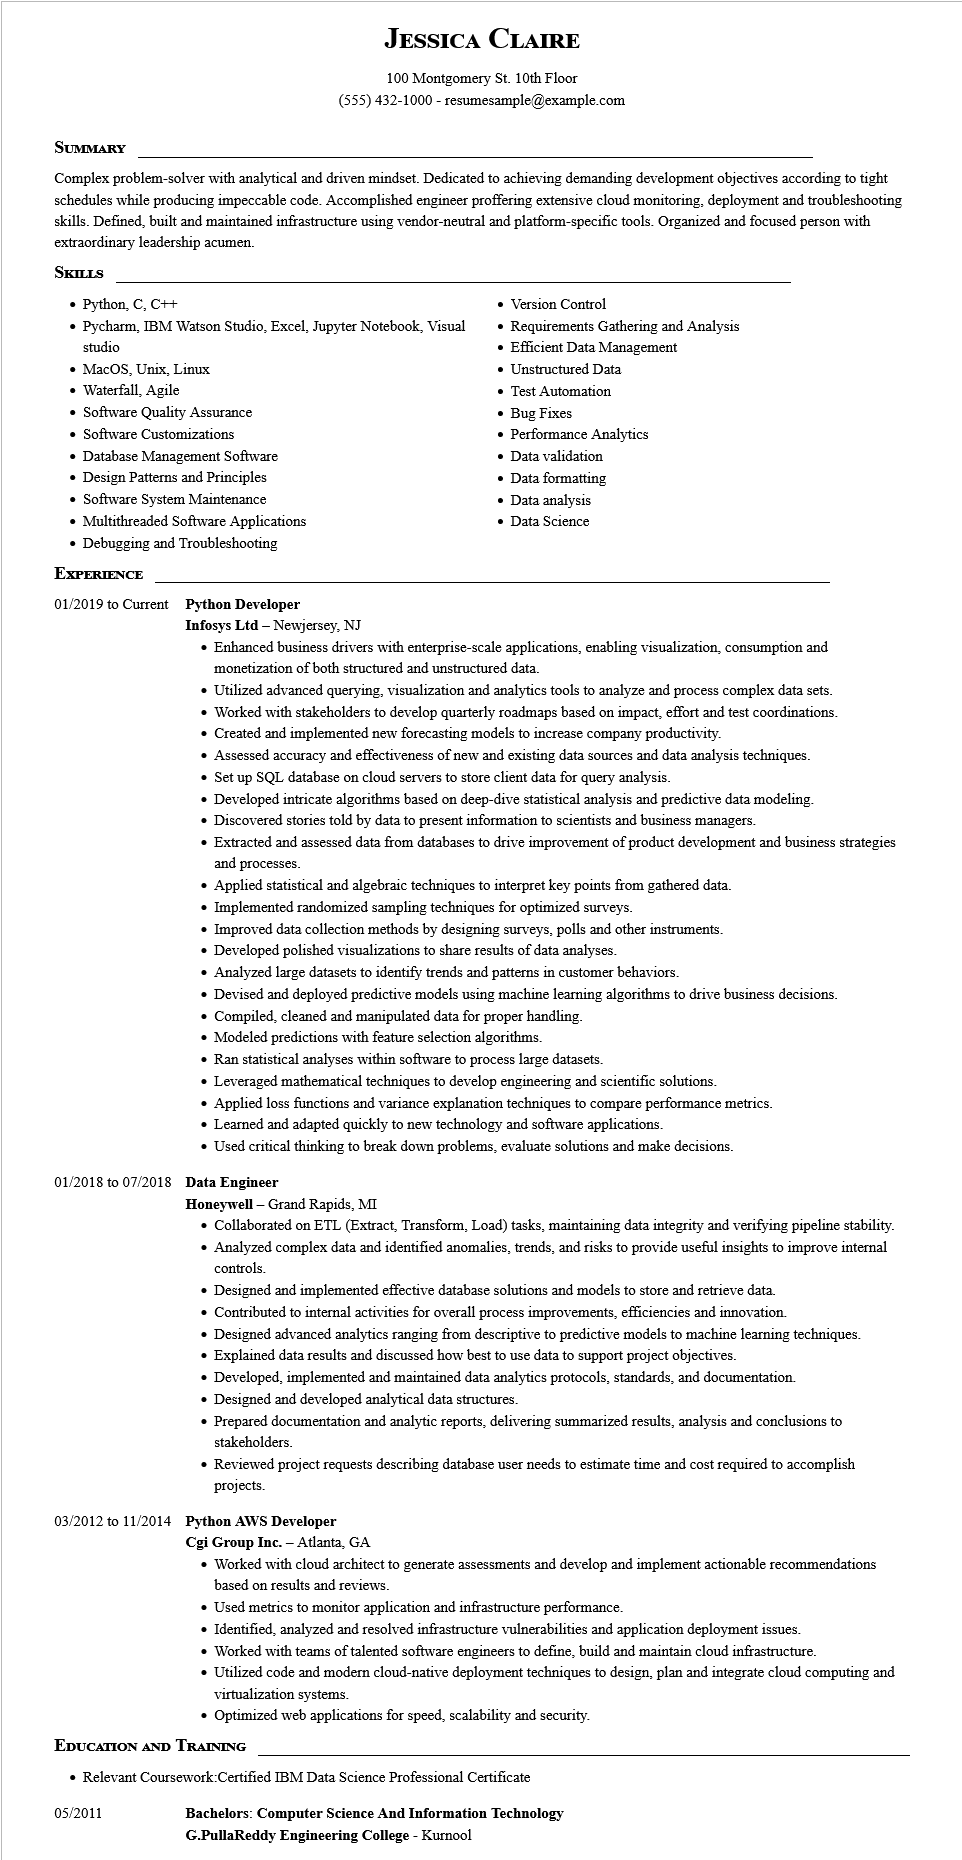 Jessica Claire
100 Montgomery St. 10th Floor
(555) 432-1000 - resumesample@example.com
Summary
Complex problem-solver with analytical and driven mindset. Dedicated to achieving demanding development objectives according to tight
schedules while producing impeccable code. Accomplished engineer proffering extensive cloud monitoring, deployment and troubleshooting
skills. Defined, built and maintained infrastructure using vendor-neutral and platform-specific tools. Organized and focused person with
extraordinary leadership acumen.
Skills
• Python, C, C++
• Pycharm, IBM Watson Studio, Excel, Jupyter Notebook, Visual
studio
• MacOS, Unix, Linux
• Waterfall, Agile
• Software Quality Assurance
• Software Customizations
• Database Management Software
• Design Patterns and Principles
• Software System Maintenance
• Multithreaded Software Applications
• Debugging and Troubleshooting
• Version Control
• Requirements Gathering and Analysis
• Efficient Data Management
• Unstructured Data
• Test Automation
• Bug Fixes
• Performance Analytics
• Data validation
• Data formatting
• Data analysis
• Data Science
Experience
01/2019 to Current Python Developer
Infosys Ltd – Newjersey, NJ
• Enhanced business drivers with enterprise-scale applications, enabling visualization, consumption and
monetization of both structured and unstructured data.
• Utilized advanced querying, visualization and analytics tools to analyze and process complex data sets.
• Worked with stakeholders to develop quarterly roadmaps based on impact, effort and test coordinations.
• Created and implemented new forecasting models to increase company productivity.
• Assessed accuracy and effectiveness of new and existing data sources and data analysis techniques.
• Set up SQL database on cloud servers to store client data for query analysis.
• Developed intricate algorithms based on deep-dive statistical analysis and predictive data modeling.
• Discovered stories told by data to present information to scientists and business managers.
• Extracted and assessed data from databases to drive improvement of product development and business strategies
and processes.
• Applied statistical and algebraic techniques to interpret key points from gathered data.
• Implemented randomized sampling techniques for optimized surveys.
• Improved data collection methods by designing surveys, polls and other instruments.
• Developed polished visualizations to share results of data analyses.
• Analyzed large datasets to identify trends and patterns in customer behaviors.
• Devised and deployed predictive models using machine learning algorithms to drive business decisions.
• Compiled, cleaned and manipulated data for proper handling.
• Modeled predictions with feature selection algorithms.
• Ran statistical analyses within software to process large datasets.
• Leveraged mathematical techniques to develop engineering and scientific solutions.
• Applied loss functions and variance explanation techniques to compare performance metrics.
• Learned and adapted quickly to new technology and software applications.
• Used critical thinking to break down problems, evaluate solutions and make decisions.
01/2018 to 07/2018 Data Engineer
Honeywell – Grand Rapids, MI
• Collaborated on ETL (Extract, Transform, Load) tasks, maintaining data integrity and verifying pipeline stability.
• Analyzed complex data and identified anomalies, trends, and risks to provide useful insights to improve internal
controls.
• Designed and implemented effective database solutions and models to store and retrieve data.
• Contributed to internal activities for overall process improvements, efficiencies and innovation.
• Designed advanced analytics ranging from descriptive to predictive models to machine learning techniques.
• Explained data results and discussed how best to use data to support project objectives.
• Developed, implemented and maintained data analytics protocols, standards, and documentation.
• Designed and developed analytical data structures.
• Prepared documentation and analytic reports, delivering summarized results, analysis and conclusions to
stakeholders.
• Reviewed project requests describing database user needs to estimate time and cost required to accomplish
projects.
03/2012 to 11/2014 Python AWS Developer
Cgi Group Inc. – Atlanta, GA
• Worked with cloud architect to generate assessments and develop and implement actionable recommendations
based on results and reviews.
• Used metrics to monitor application and infrastructure performance.
• Identified, analyzed and resolved infrastructure vulnerabilities and application deployment issues.
• Worked with teams of talented software engineers to define, build and maintain cloud infrastructure.
• Utilized code and modern cloud-native deployment techniques to design, plan and integrate cloud computing and
virtualization systems.
• Optimized web applications for speed, scalability and security.
Education and Training
• Relevant Coursework:Certified IBM Data Science Professional Certificate
05/2011 Bachelors: Computer Science And Information Technology
G.PullaReddy Engineering College - Kurnool